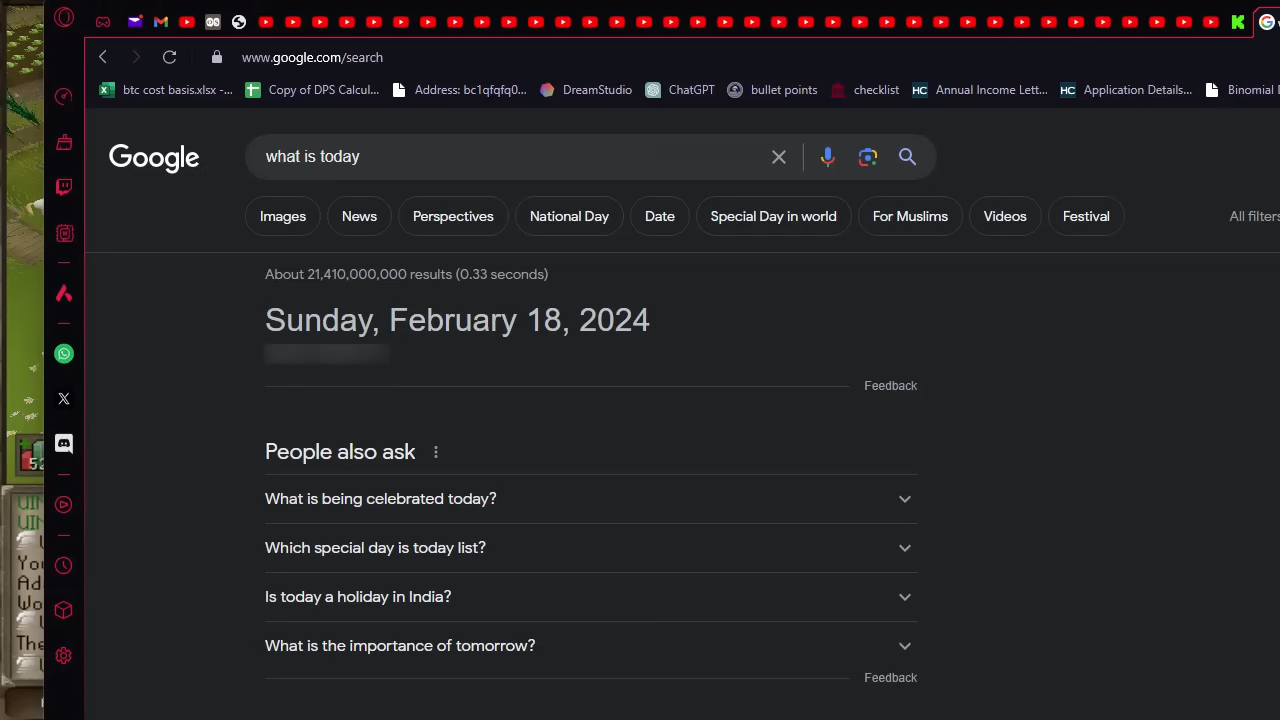 www.google.com/search
btc cost basis.xlsx -... Copy of DPS Calcul... Address: bc1qfqfq0... DreamStudio ChatGPT bullet points checklist HC Annual Income Lett... HC Application Details... Binomial
Google what is today
Images News Perspectives National Day Date Special Day in world For Muslims Videos Festival All filters
About 21,410,000,000 results (0.33 seconds)
Sunday, February 18, 2024
Feedback
People also ask
What is being celebrated today?
Which special day is today list?
Is today a holiday in India?
What is the importance of tomorrow?
Feedback